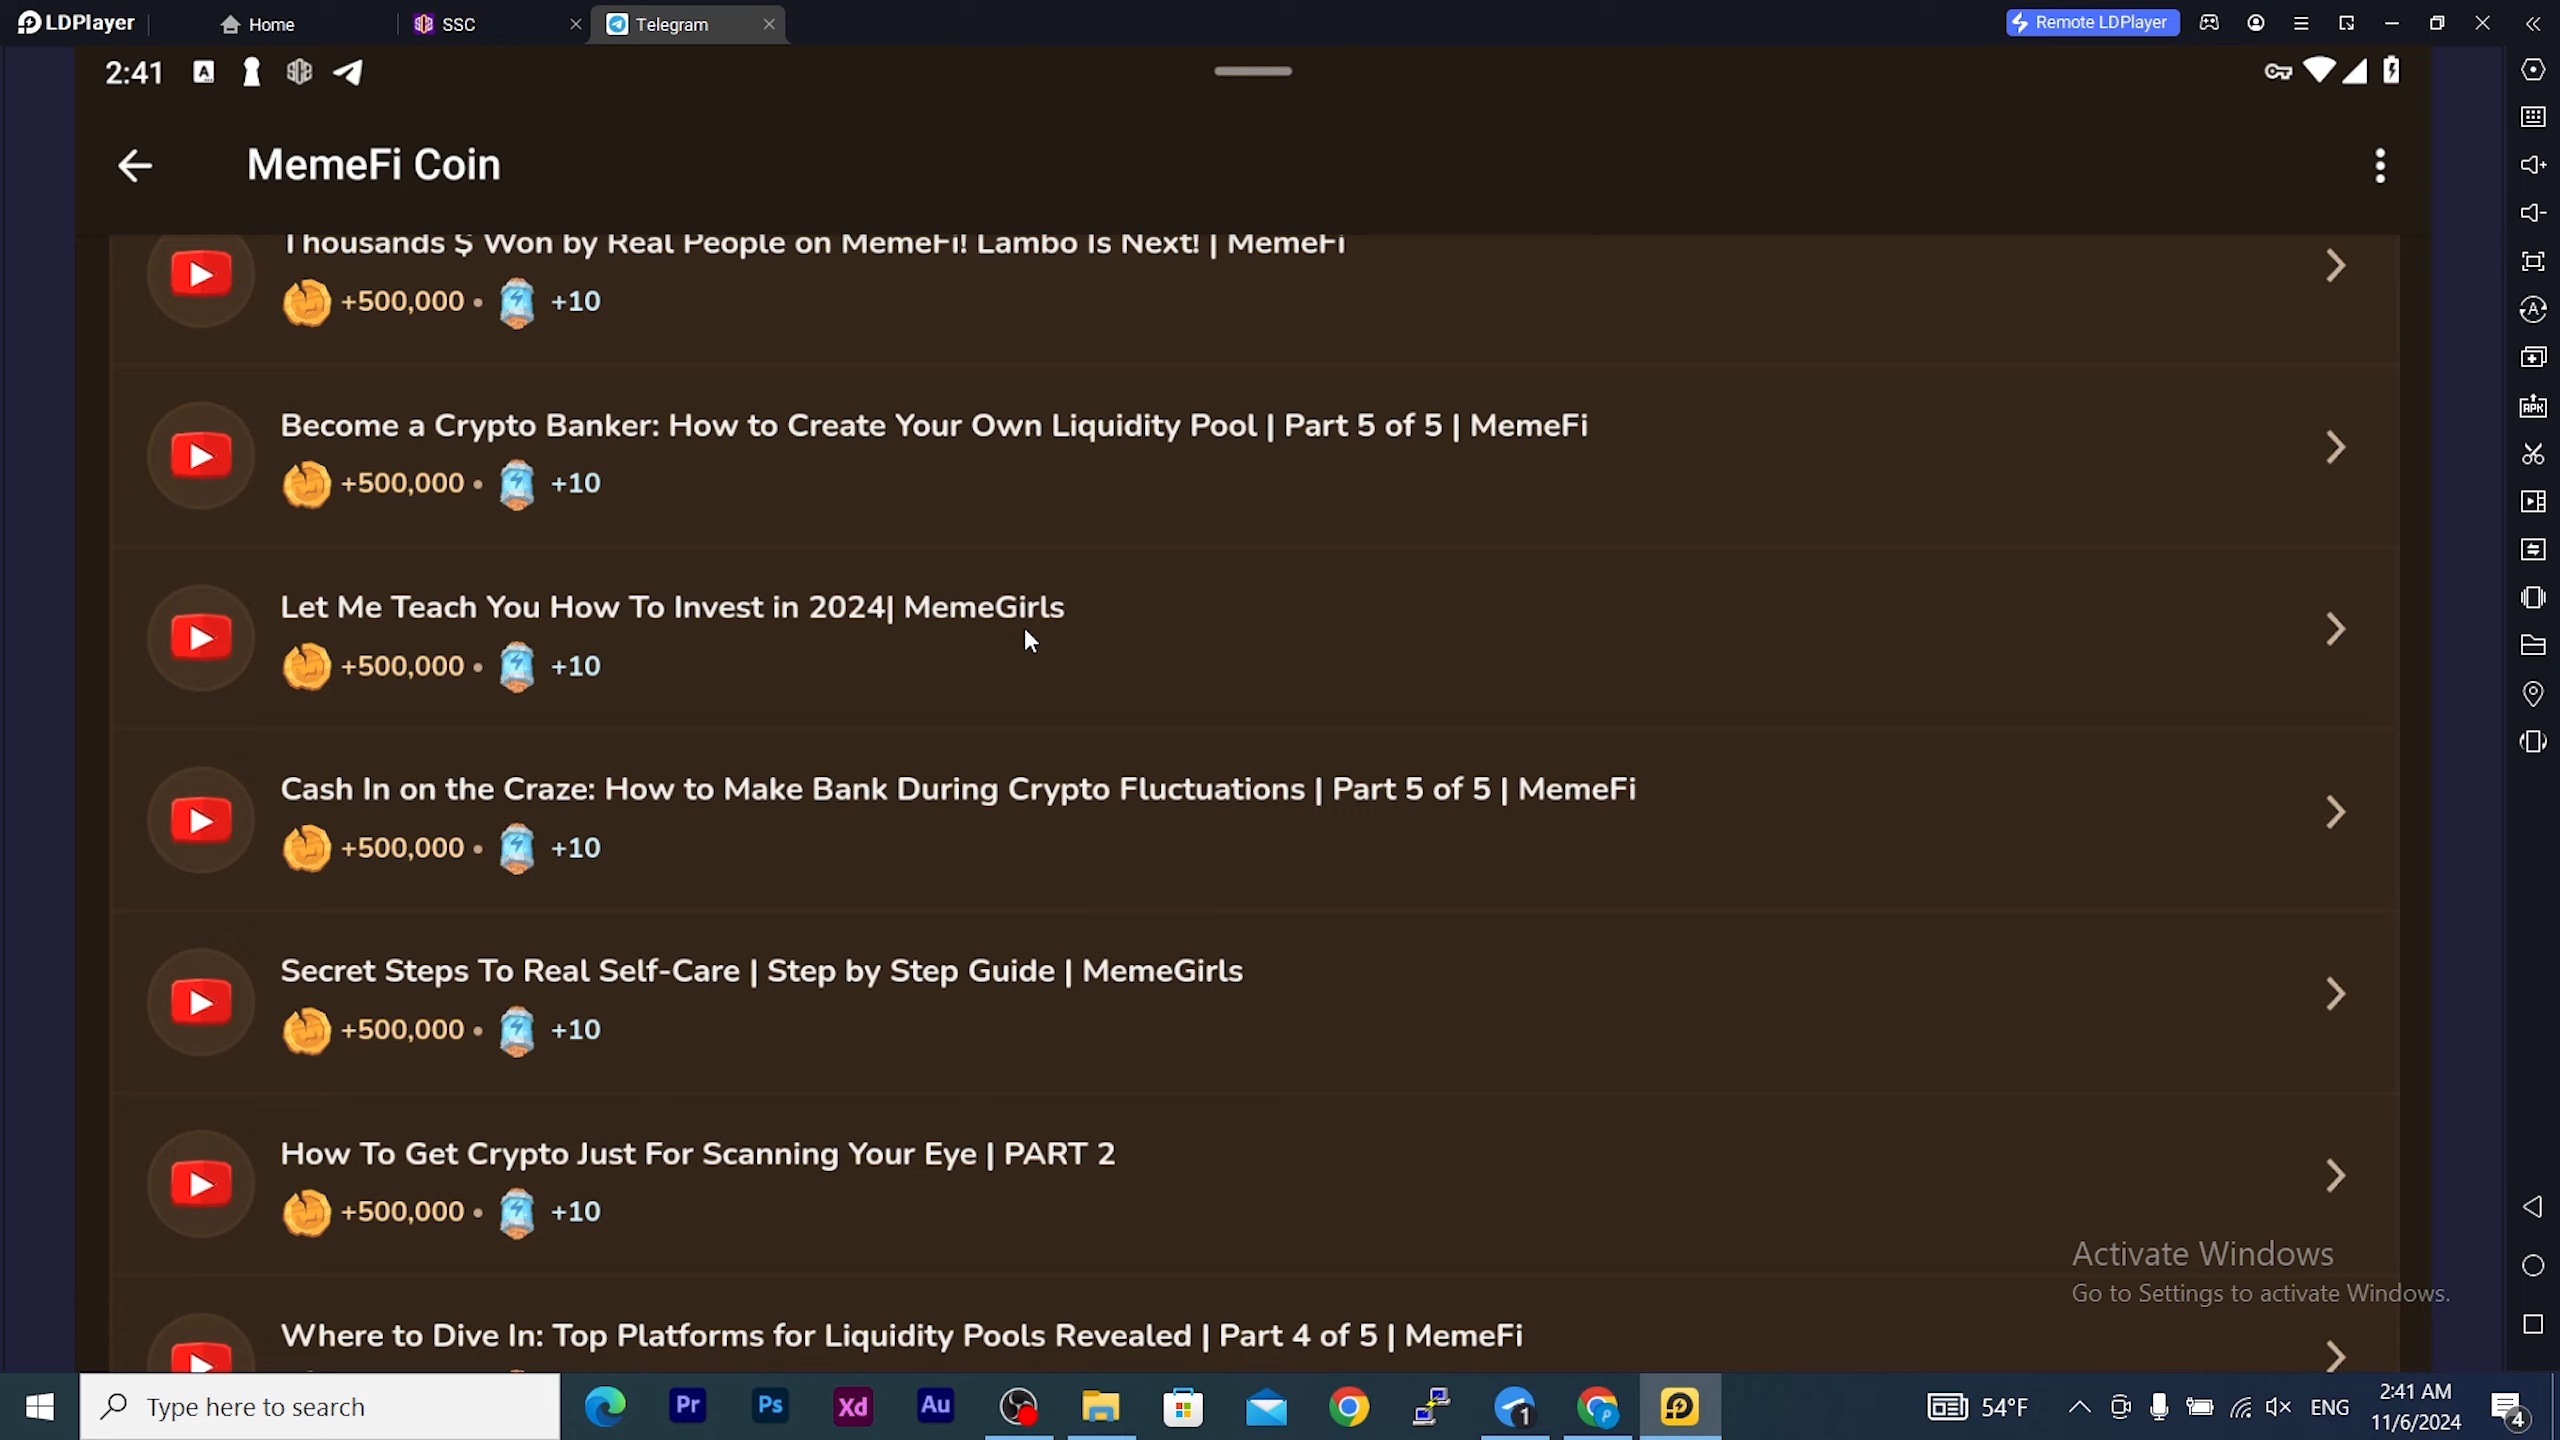 LDPlayer
Home
SSC
Telegram
Remote LDPlayer
2:41
MemeFi Coin
Thousands $ Won by Real People on MemeFi! Lambo Is Next! | MemeFi
+500,000 • +10
Become a Crypto Banker: How to Create Your Own Liquidity Pool | Part 5 of 5 | MemeFi
+500,000 • +10
Let Me Teach You How To Invest in 2024| MemeGirls
+500,000 • +10
Cash In on the Craze: How to Make Bank During Crypto Fluctuations | Part 5 of 5 | MemeFi
+500,000 • +10
Secret Steps To Real Self-Care | Step by Step Guide | MemeGirls
+500,000 • +10
How To Get Crypto Just For Scanning Your Eye | PART 2
+500,000 • +10
Where to Dive In: Top Platforms for Liquidity Pools Revealed | Part 4 of 5 | MemeFi
Activate Windows
Go to Settings to activate Windows.
Type here to search
Pr
Ps
Xd
Au
1
54°F
ENG
2:41 AM
11/6/2024
4
APK